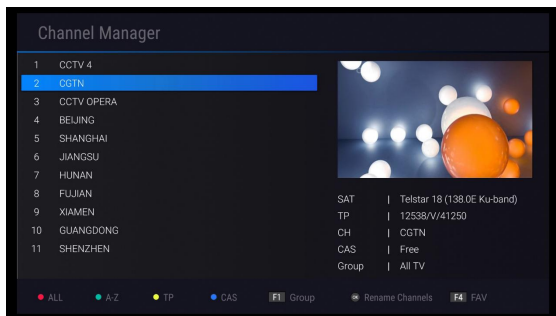 Channel Manager
1 CCTV 4
2 CGTN
3 CCTV OPERA
4 BEIJING
5 SHANGHAI
6 JIANGSU
7 HUNAN
8 FUJIAN
9 XIAMEN
10 GUANGDONG
11 SHENZHEN
SAT | Telstar 18 (138.0E Ku-band)
TP | 12538/V/41250
CH | CGTN
CAS | Free
Group | All TV
ALL A-Z TP CAS F1 Group OK Rename Channels F4 FAV